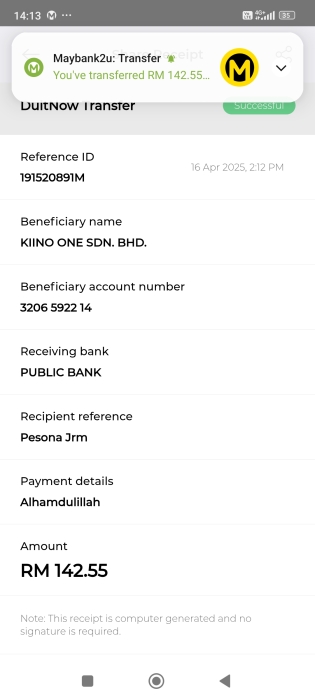 14:13
4G+
35
Share Receipt
Maybank2u: Transfer
You've transferred RM 142.55...
DuitNow Transfer
Successful
Reference ID
16 Apr 2025, 2:12 PM
191520891M
Beneficiary name
KIINO ONE SDN. BHD.
Beneficiary account number
3206 5922 14
Receiving bank
PUBLIC BANK
Recipient reference
Pesona Jrm
Payment details
Alhamdulillah
Amount
RM 142.55
Note: This receipt is computer generated and no
signature is required.